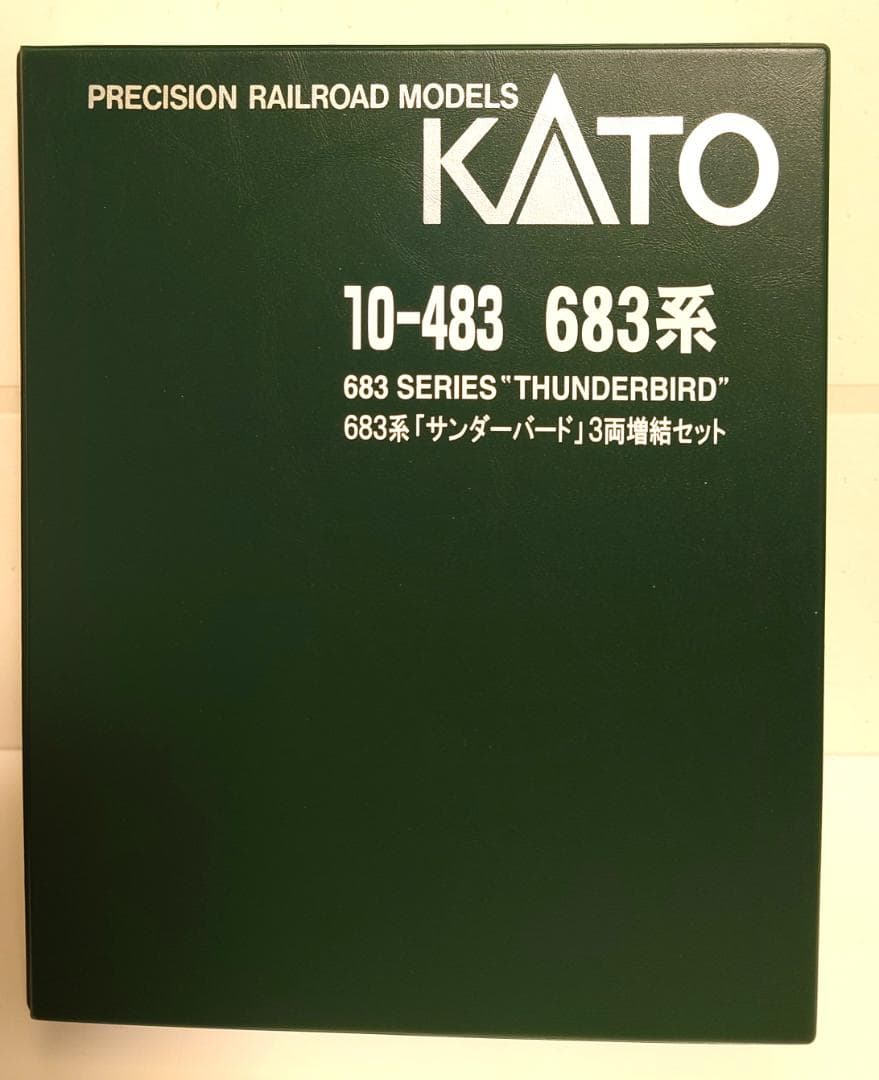 PRECISION RAILROAD MODELS
KATO
10-483 683系
683 SERIES “THUNDERBIRD”
683系「サンダーバード」3両増結セット